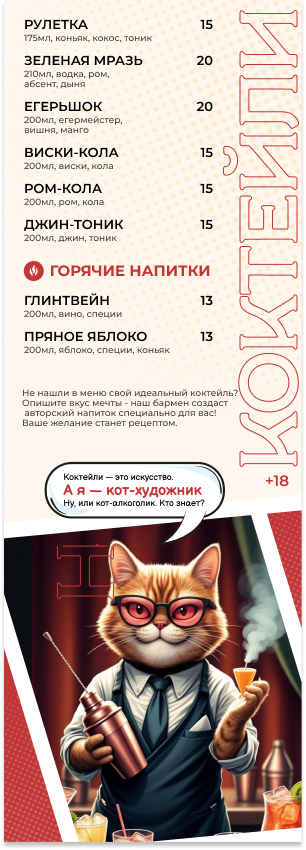 РУЛЕТКА 15
175мл, коньяк, кокос, тоник
ЗЕЛЕНАЯ МРАЗЬ 20
210мл, водка, ром,
абсент, дыня
ЕГЕРЬШОК 20
200мл, егермейстер,
вишня, манго
ВИСКИ-КОЛА 15
200мл, виски, кола
РОМ-КОЛА 15
200мл, ром, кола
ДЖИН-ТОНИК 15
200мл, джин, тоник
ГОРЯЧИЕ НАПИТКИ
ГЛИНТВЕЙН 13
200мл, вино, специи
ПРЯНОЕ ЯБЛОКО 13
200мл, яблоко, специи, коньяк
КОКТЕЙЛИ
Не нашли в меню свой идеальный коктейль?
Опишите вкус мечты - наш бармен создаст
авторский напиток специально для вас!
Ваше желание станет рецептом.
+18
Коктейли — это искусство.
А я — кот-художник
Ну, или кот-алкоголик. Кто знает?
Н